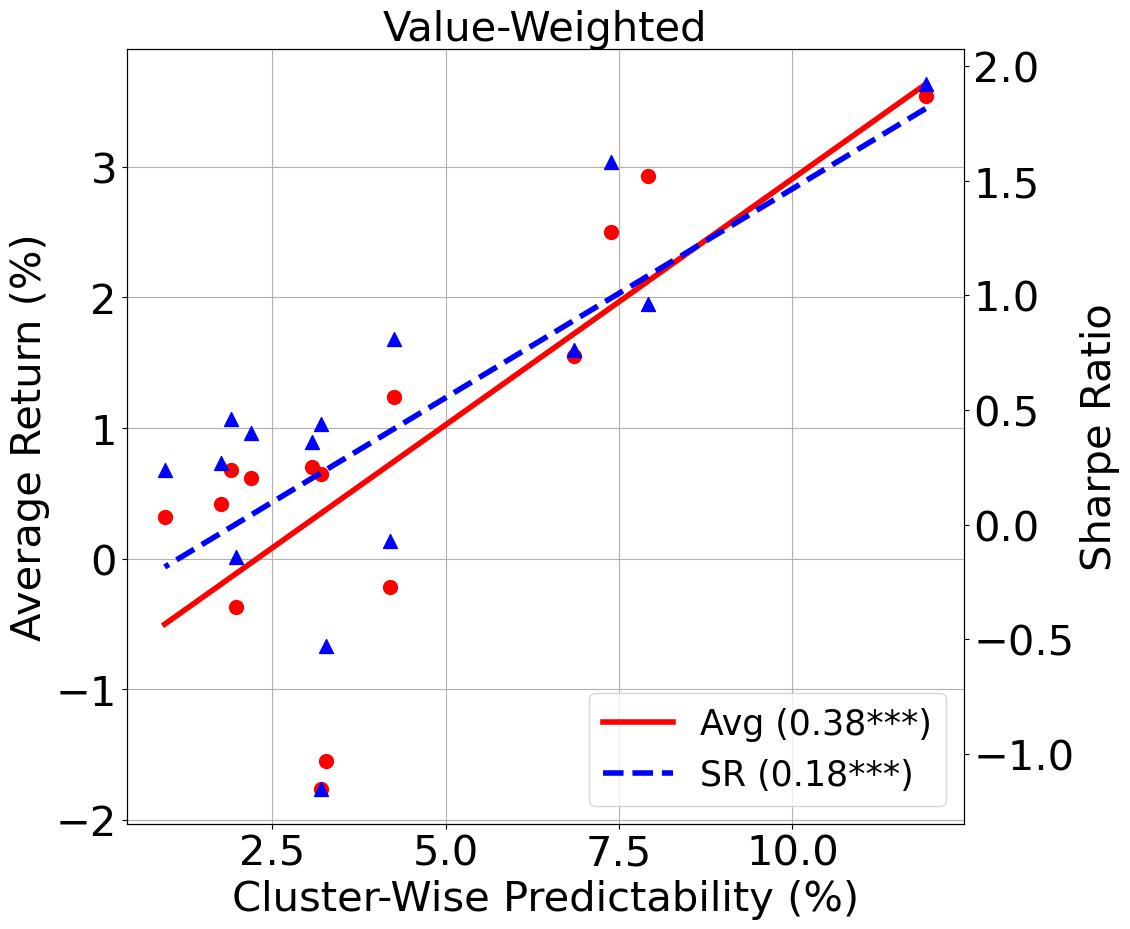 Value-Weighted
Average Return (%)
3
2
1
0
−1
−2
2.0
1.5
1.0
0.5
0.0
−0.5
−1.0
Sharpe Ratio
Avg (0.38***)
SR (0.18***)
2.5 5.0 7.5 10.0
Cluster-Wise Predictability (%)